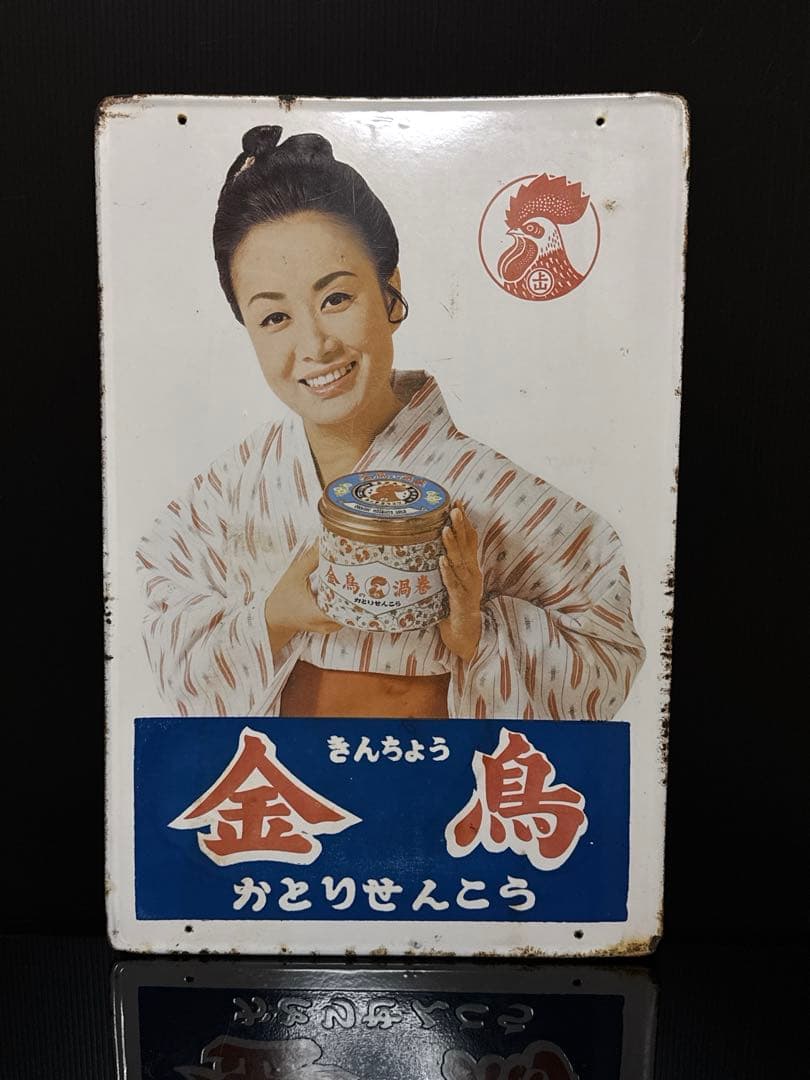 金鳥の渦巻
かとりせんこう
きんちょう
金鳥
かとりせんこう